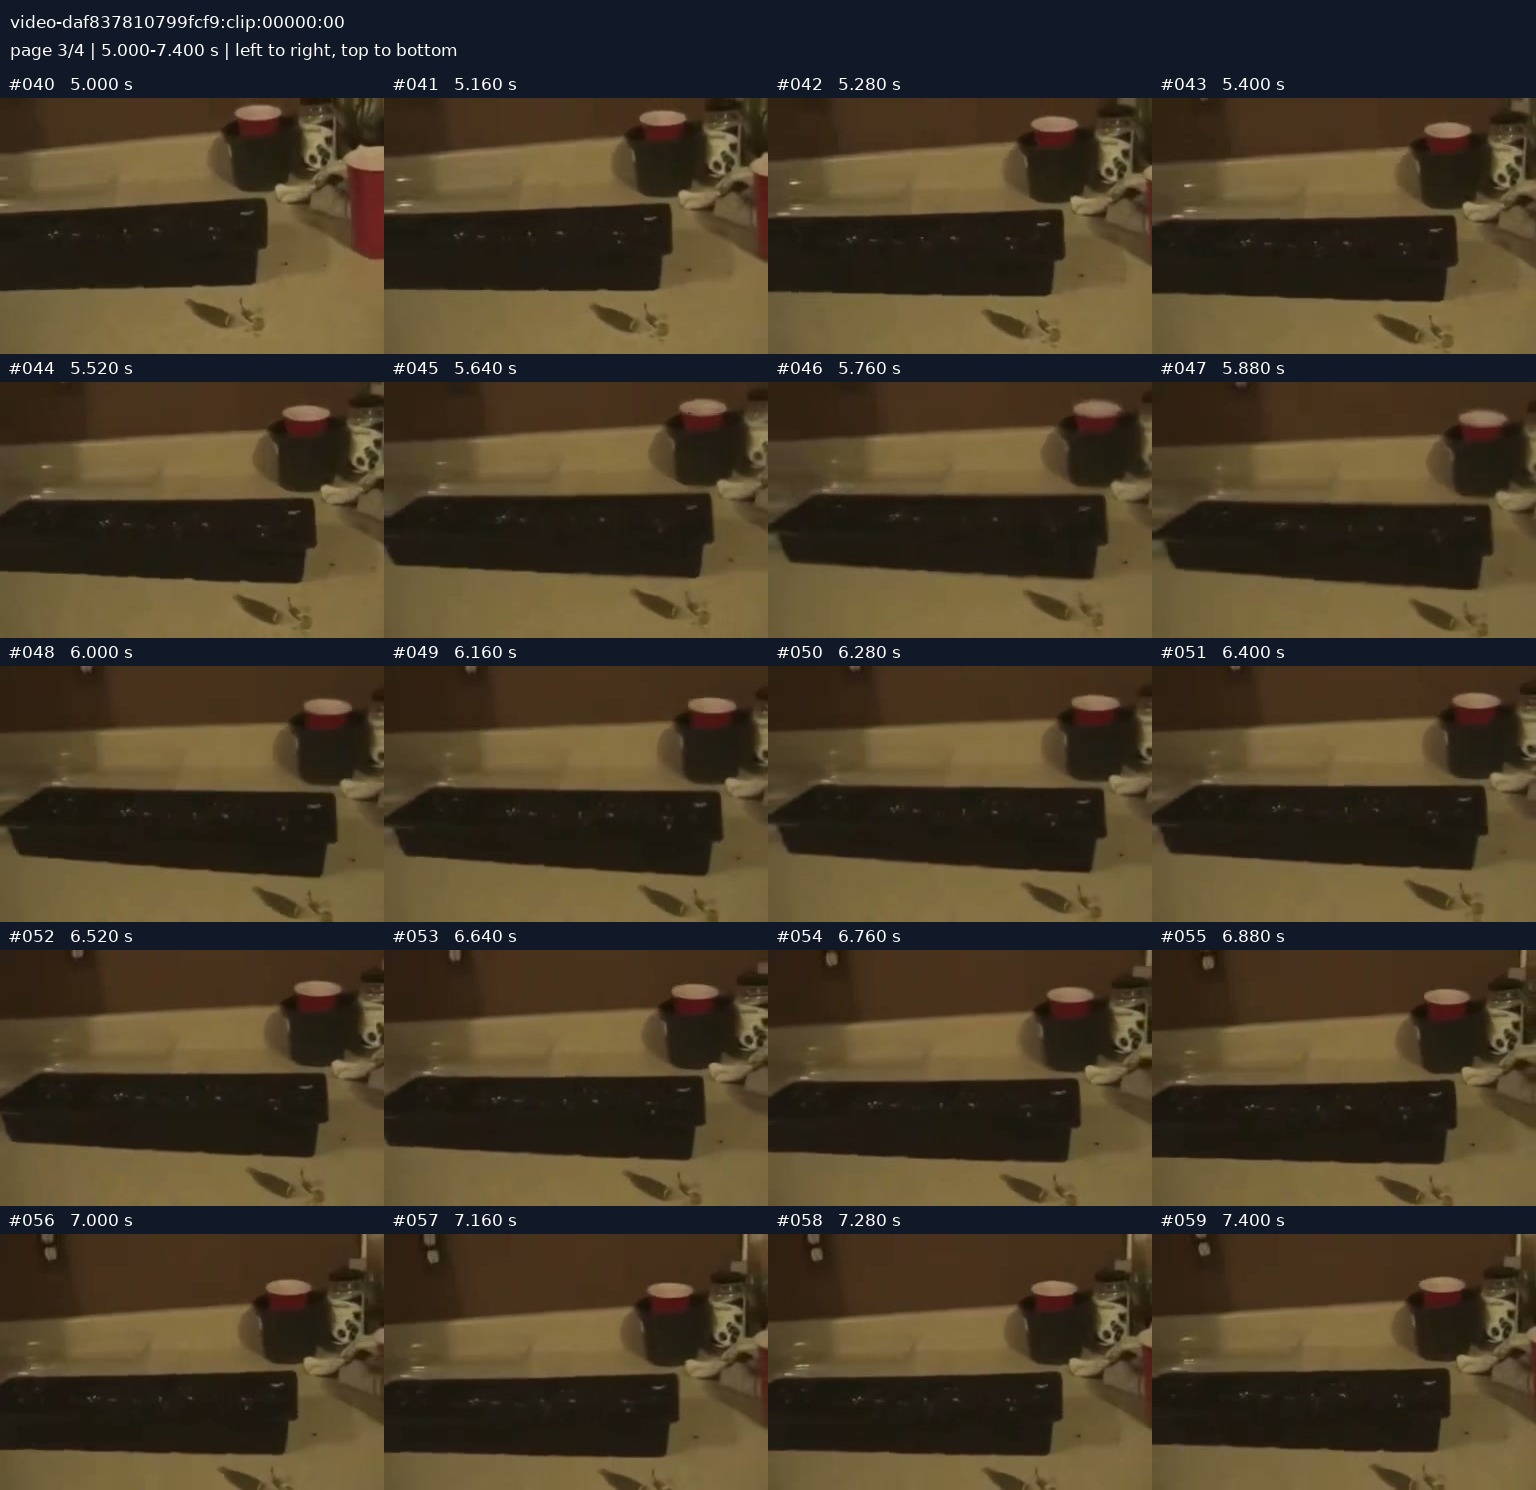 video-daf837810799fcf9:clip:00000:00
page 3/4 | 5.000-7.400 s | left to right, top to bottom
#040 5.000 s
#041 5.160 s
#042 5.280 s
#043 5.400 s
#044 5.520 s
#045 5.640 s
#046 5.760 s
#047 5.880 s
#048 6.000 s
#049 6.160 s
#050 6.280 s
#051 6.400 s
#052 6.520 s
#053 6.640 s
#054 6.760 s
#055 6.880 s
#056 7.000 s
#057 7.160 s
#058 7.280 s
#059 7.400 s